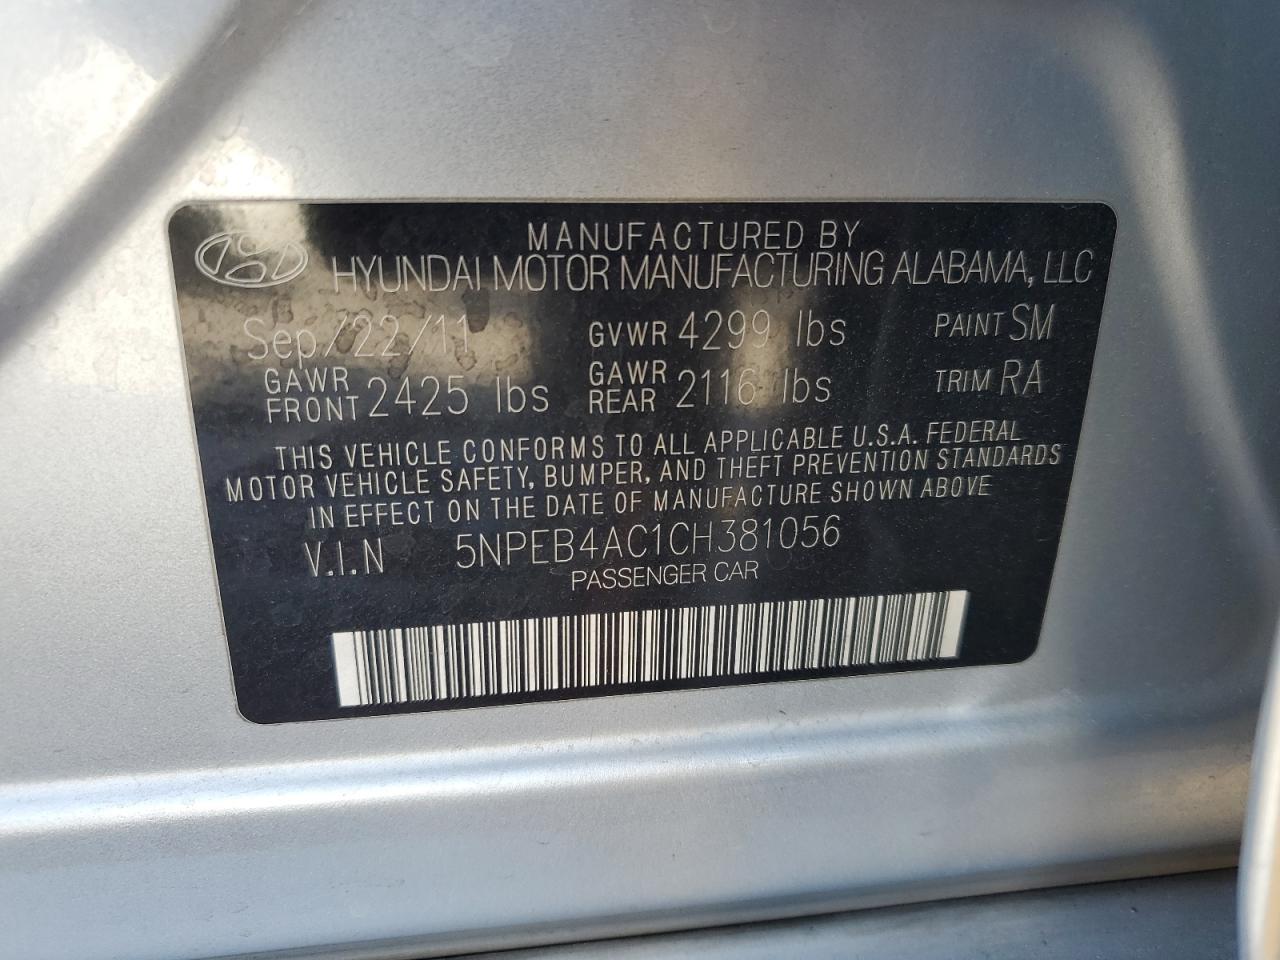 MANUFACTURED BY
HYUNDAI MOTOR MANUFACTURING ALABAMA, LLC
Sep/22/11 GVWR 4299 lbs PAINT SM
GAWR FRONT 2425 lbs GAWR REAR 2116 lbs TRIM RA
THIS VEHICLE CONFORMS TO ALL APPLICABLE U.S.A. FEDERAL
MOTOR VEHICLE SAFETY, BUMPER, AND THEFT PREVENTION STANDARDS
IN EFFECT ON THE DATE OF MANUFACTURE SHOWN ABOVE
V.I.N 5NPEB4AC1CH381056
PASSENGER CAR